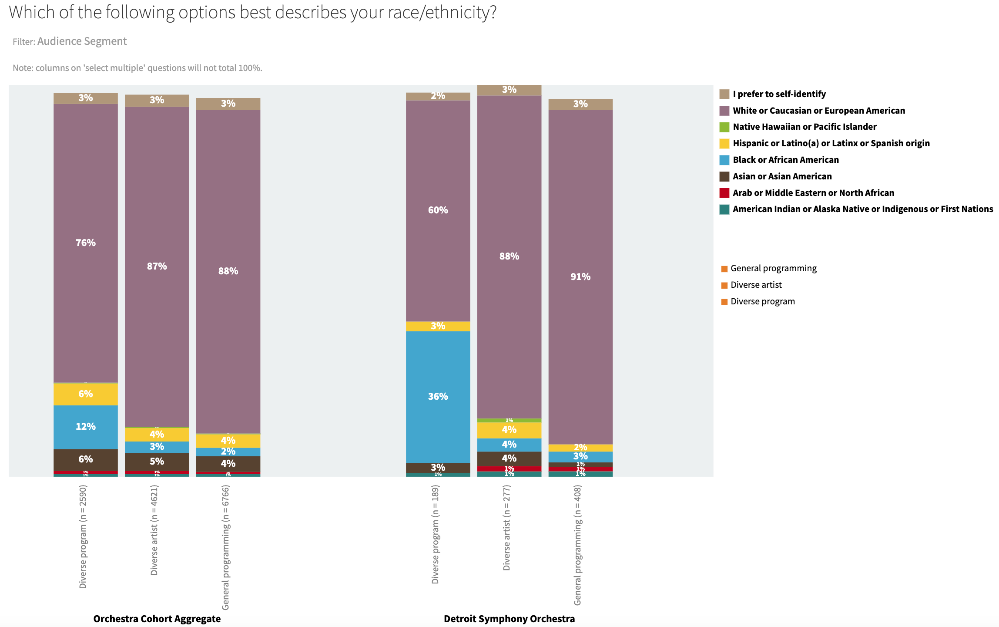 Which of the following options best describes your race/ethnicity?
Filter: Audience Segment
Note: columns on 'select multiple' questions will not total 100%.
3%
76%
6%
12%
6%
1%
1%
3%
87%
4%
3%
5%
1%
1%
3%
88%
4%
2%
4%
1%
1%
2%
60%
3%
36%
3%
1%
3%
88%
1%
4%
4%
4%
1%
1%
3%
91%
2%
3%
1%
1%
1%
I prefer to self-identify
White or Caucasian or European American
Native Hawaiian or Pacific Islander
Hispanic or Latino(a) or Latinx or Spanish origin
Black or African American
Asian or Asian American
Arab or Middle Eastern or North African
American Indian or Alaska Native or Indigenous or First Nations
General programming
Diverse artist
Diverse program
Diverse program (n = 2590)
Diverse artist (n = 4621)
General programming (n = 6766)
Diverse program (n = 189)
Diverse artist (n = 277)
General programming (n = 408)
Orchestra Cohort Aggregate
Detroit Symphony Orchestra